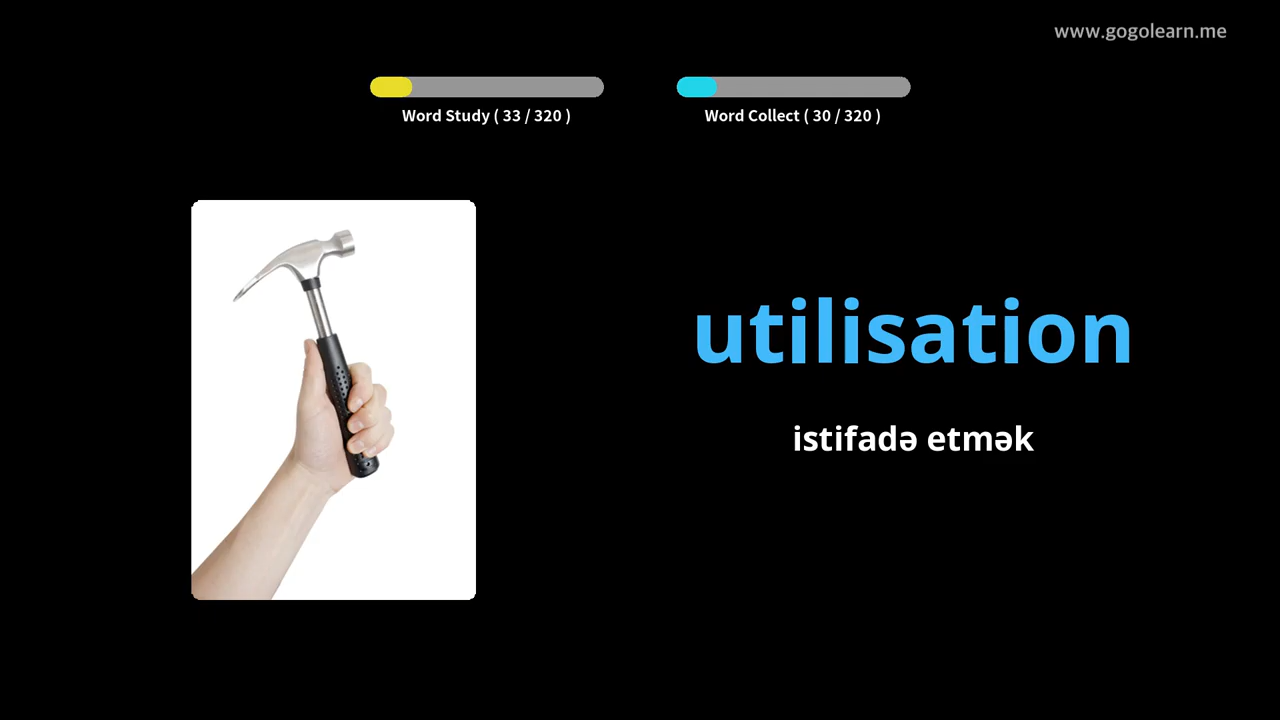 www.gogolearn.me
Word Study ( 33 / 320 )
Word Collect ( 30 / 320 )
utilisation
istifadə etmək